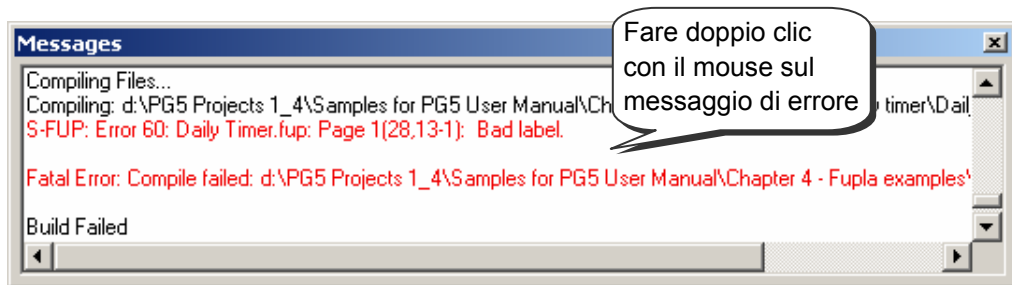 Messages
Fare doppio clic
con il mouse sul
messaggio di errore
Compiling Files...
Compiling: d:\PG5 Projects 1_4\Samples for PG5 User Manual\Ch timer\Dail
S-FUP: Error 60: Daily Timer.fup: Page 1(28,13-1): Bad label.
Fatal Error: Compile failed: d:\PG5 Projects 1_4\Samples for PG5 User Manual\Chapter 4 - Fupla examples\
Build Failed